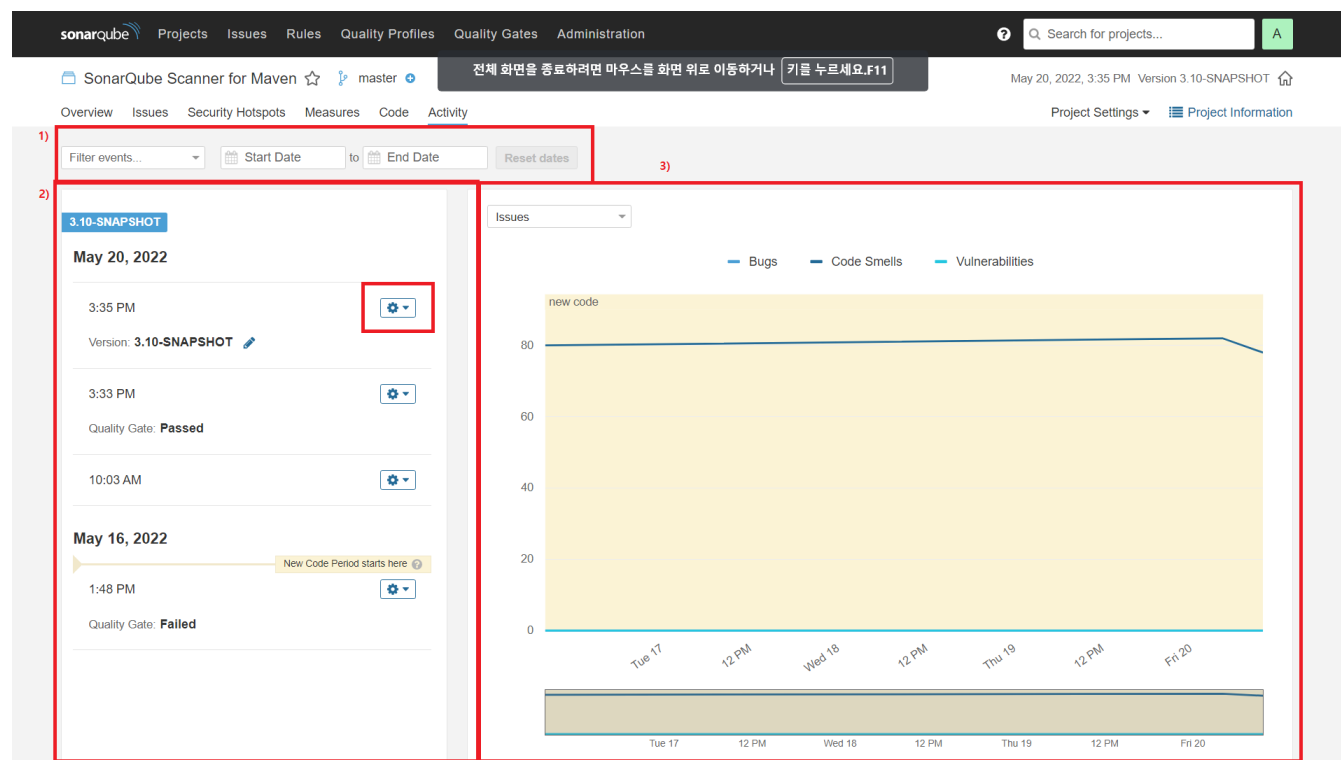 sonarqube Projects Issues Rules Quality Profiles Quality Gates Administration ? Search for projects... A
전체 화면을 종료하려면 마우스를 화면 위로 이동하거나 키를 누르세요.F11
SonarQube Scanner for Maven master May 20, 2022, 3:35 PM Version 3.10-SNAPSHOT
Overview Issues Security Hotspots Measures Code Activity Project Settings Project Information
1)
Filter events... Start Date to End Date Reset dates
3)
2)
3.10-SNAPSHOT
May 20, 2022
3:35 PM
Version: 3.10-SNAPSHOT
3:33 PM
Quality Gate: Passed
10:03 AM
May 16, 2022
New Code Period starts here ?
1:48 PM
Quality Gate: Failed
Issues
Bugs Code Smells Vulnerabilities
new code
80
60
40
20
0
Tue 17 12 PM Wed 18 12 PM Thu 19 12 PM Fri 20
Tue 17 12 PM Wed 18 12 PM Thu 19 12 PM Fri 20